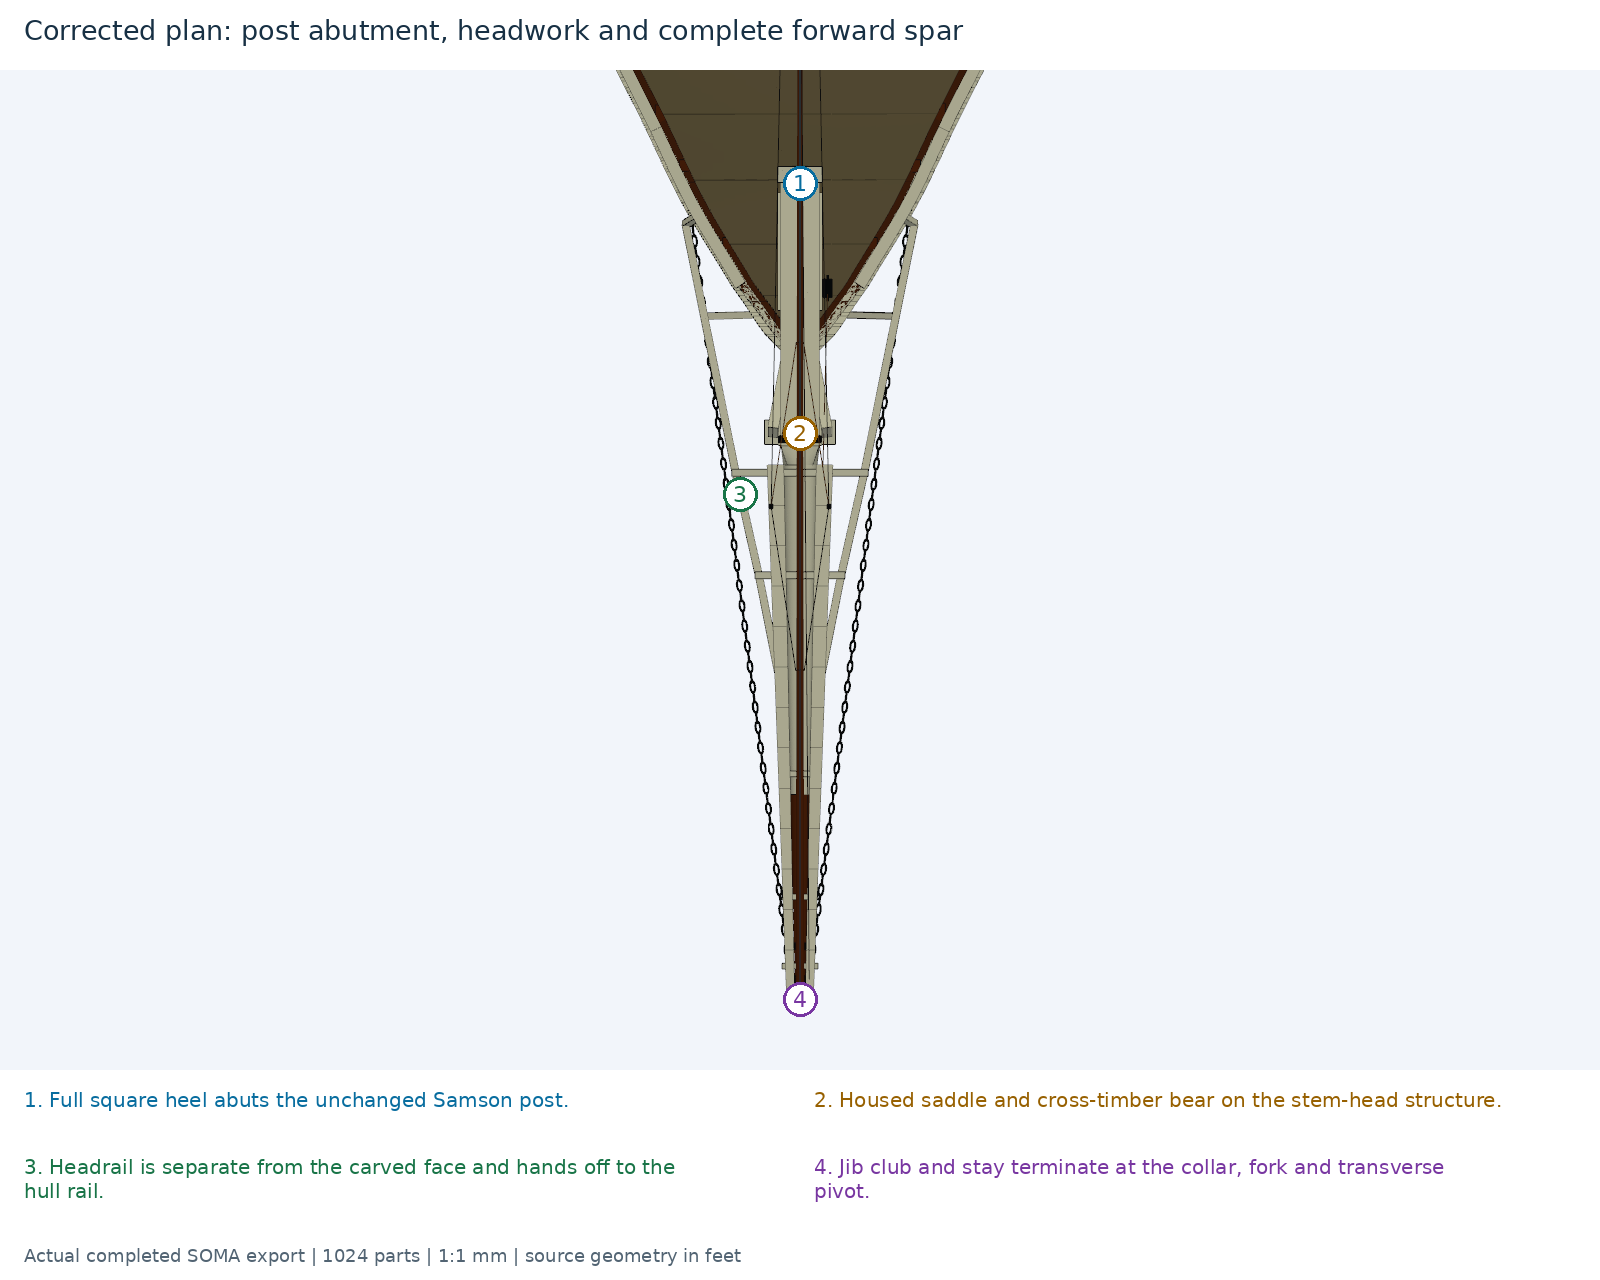 Corrected plan: post abutment, headwork and complete forward spar
1
2
3
4
1. Full square heel abuts the unchanged Samson post.
2. Housed saddle and cross-timber bear on the stem-head structure.
3. Headrail is separate from the carved face and hands off to the
hull rail.
4. Jib club and stay terminate at the collar, fork and transverse
pivot.
Actual completed SOMA export | 1024 parts | 1:1 mm | source geometry in feet